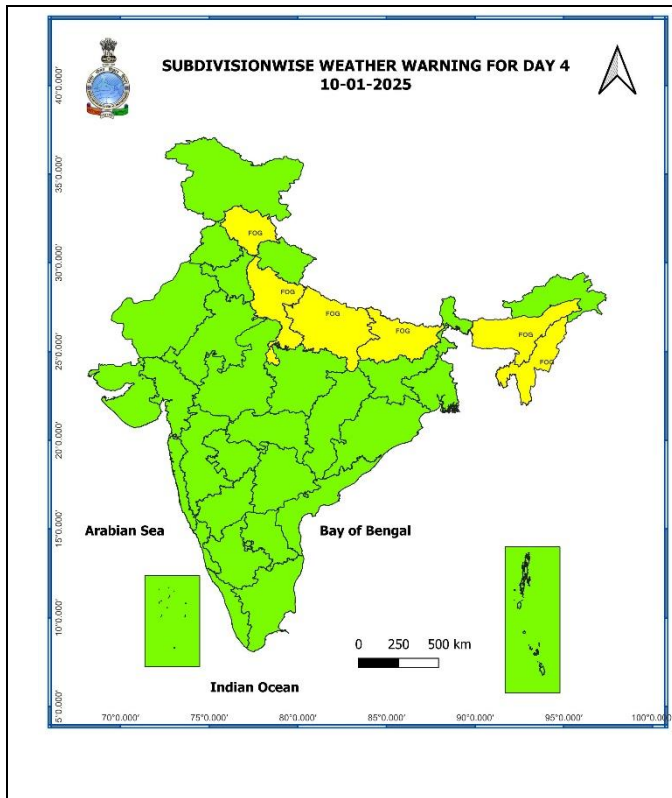 SUBDIVISIONWISE WEATHER WARNING FOR DAY 4
10-01-2025
40°0.000'
35°0.000'
FOG
30°0.000'
FOG
FOG
FOG
FOG
FOG
25°0.000'
20°0.000'
Arabian Sea
Bay of Bengal
15°0.000'
10°0.000'
0 250 500 km
Indian Ocean
5°0.000'
70°0.000' 75°0.000' 80°0.000' 85°0.000' 90°0.000' 95°0.000' 100°0.000'